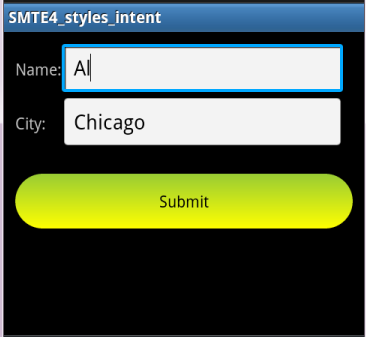 SMTE4_styles_intent
Name: Al
City: Chicago
Submit